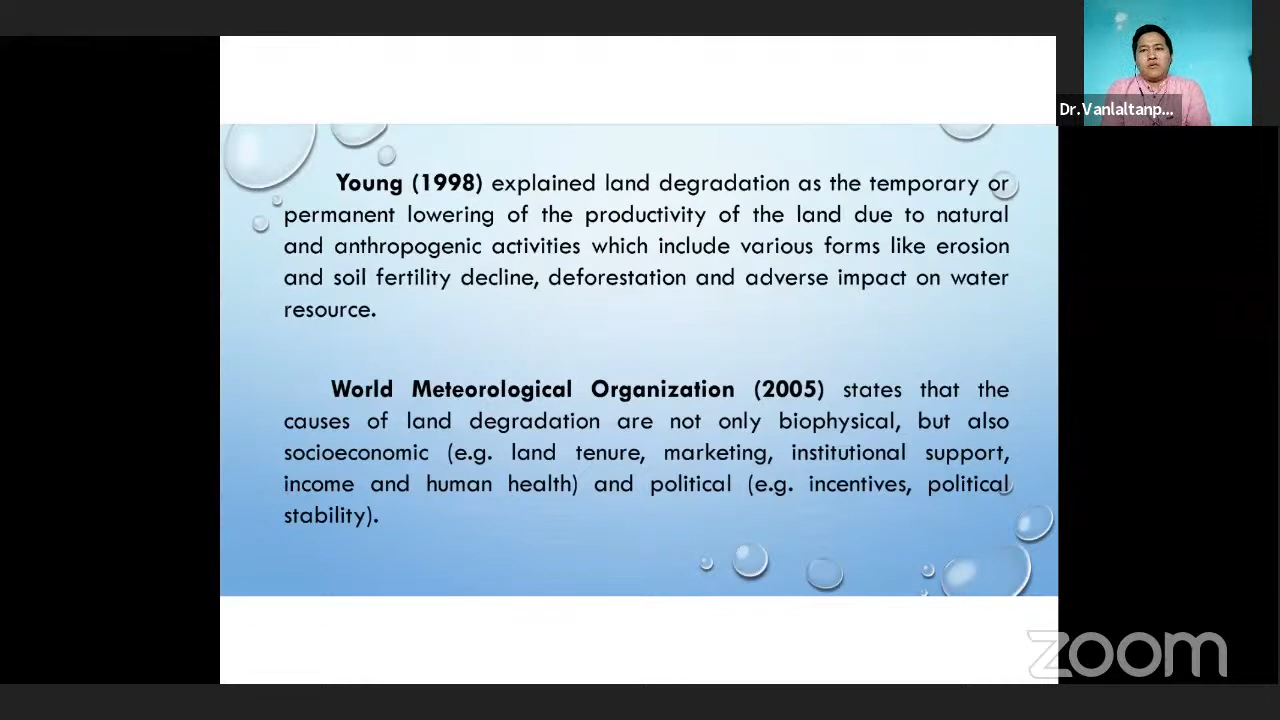 Dr.Vanlaltanp...
Young (1998) explained land degradation as the temporary or
permanent lowering of the productivity of the land due to natural
and anthropogenic activities which include various forms like erosion
and soil fertility decline, deforestation and adverse impact on water
resource.
World Meteorological Organization (2005) states that the
causes of land degradation are not only biophysical, but also
socioeconomic (e.g. land tenure, marketing, institutional support,
income and human health) and political (e.g. incentives, political
stability).
zoom